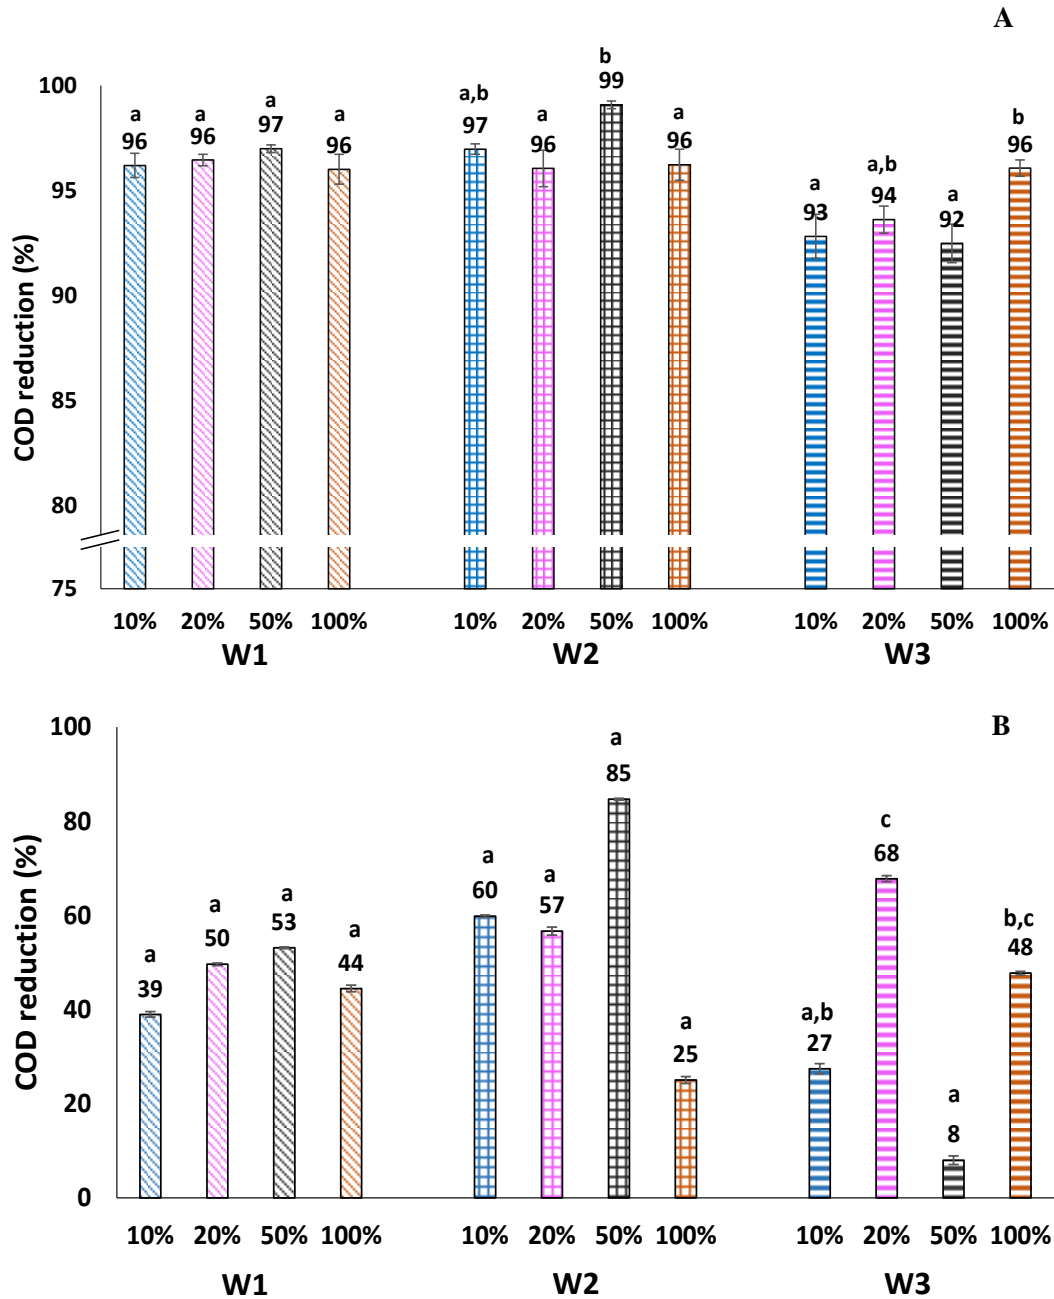 A
COD reduction (%)
100
95
90
85
80
75
a a a a a,b a b a a a,b a b
96 96 97 96 97 96 99 96 93 94 92 96
10% 20% 50% 100% 10% 20% 50% 100% 10% 20% 50% 100%
W1 W2 W3
B
COD reduction (%)
100
80
60
40
20
0
a a a a a a a a a,b c a b,c
39 50 53 44 60 57 85 25 27 68 8 48
10% 20% 50% 100% 10% 20% 50% 100% 10% 20% 50% 100%
W1 W2 W3